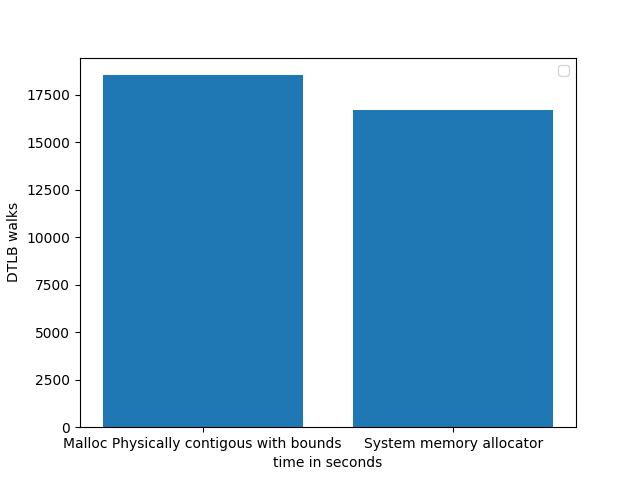 17500
15000
12500
10000
7500
5000
2500
0
DTLB walks
Malloc Physically contigous with bounds
System memory allocator
time in seconds